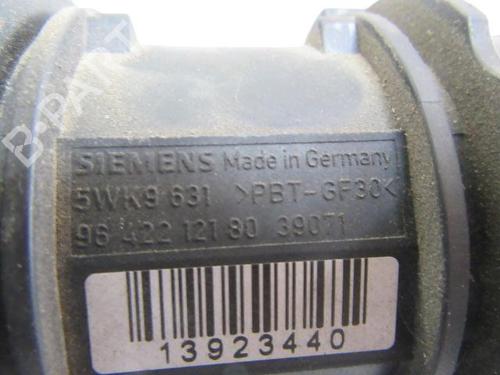 SIEMENS Made in Germany
5WK9 631 >PBT-GF30<
96 422 121 80 39071
13923440
B-PARTS